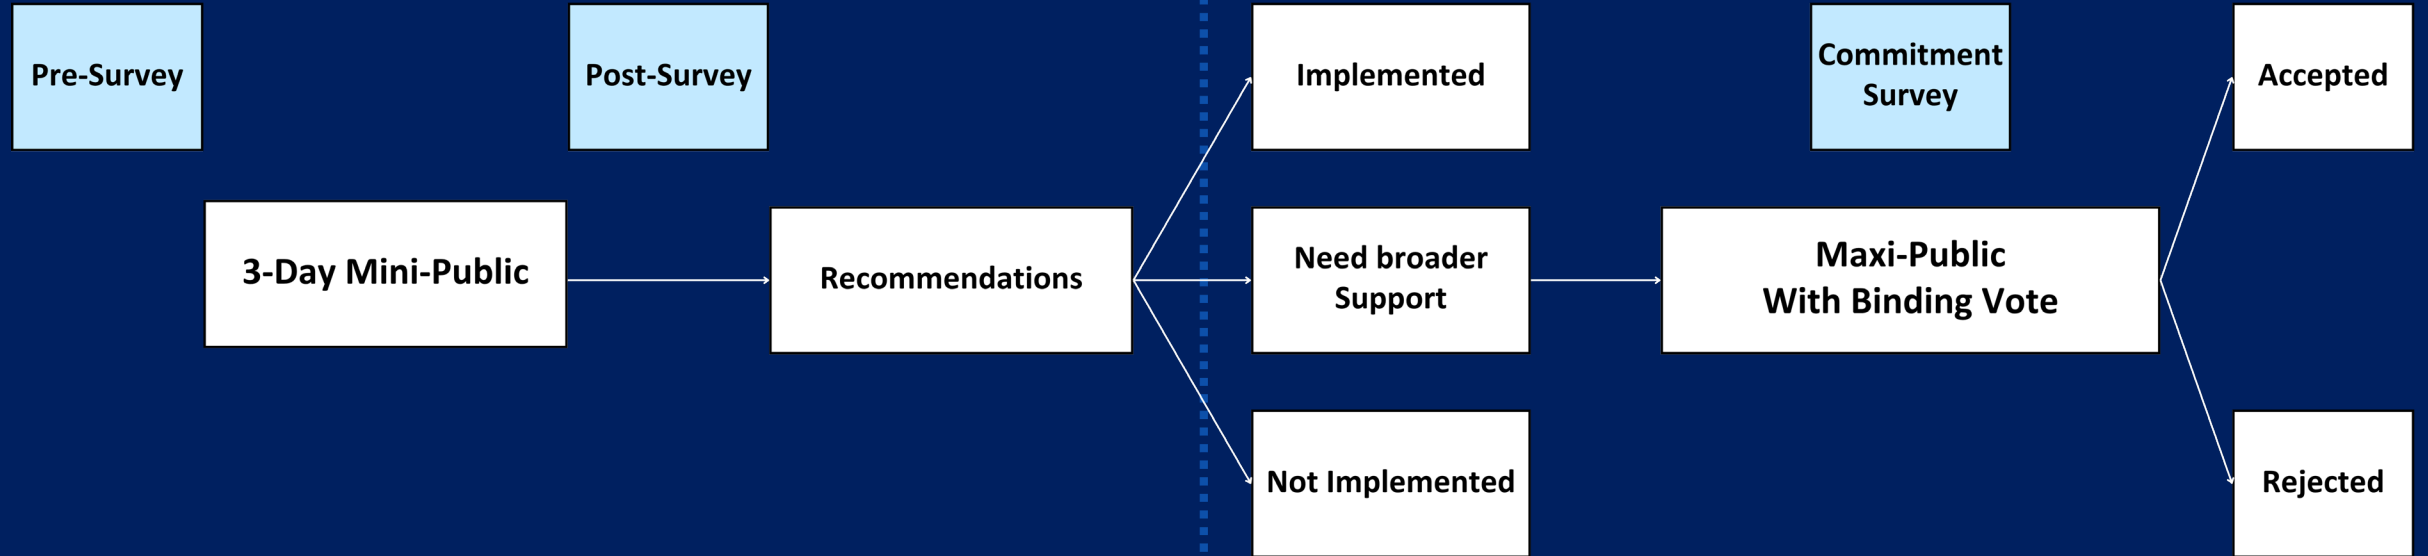 Pre-Survey
Post-Survey
Implemented
Commitment
Survey
Accepted
3-Day Mini-Public
Recommendations
Need broader
Support
Maxi-Public
With Binding Vote
Not Implemented
Rejected